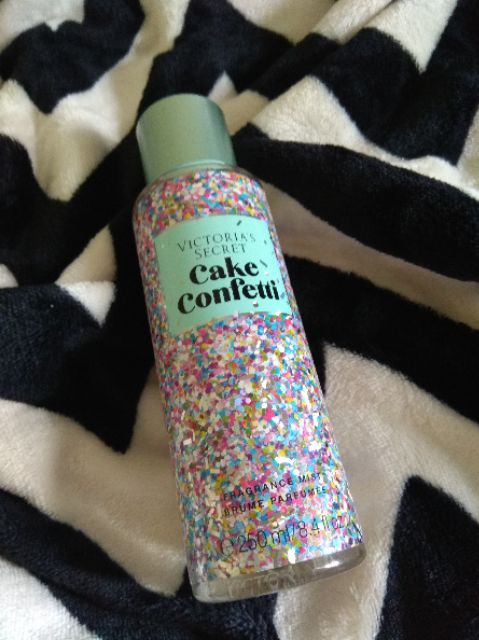 VICTORIA'S
SECRET
Cake
Confetti
FRAGRANCE MIST
BRUME PARFUMÉE
℮ 250 ml/8.4 fl oz